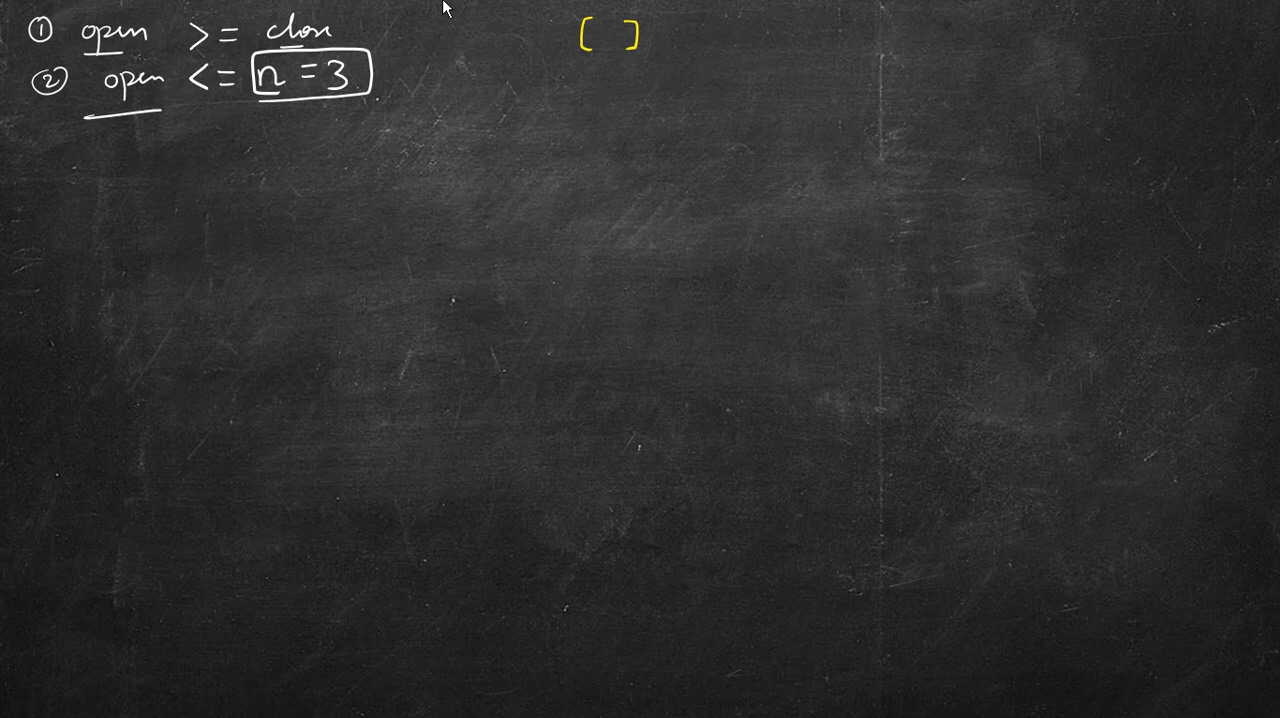 ① open >= close
[ ]
② open <= n = 3